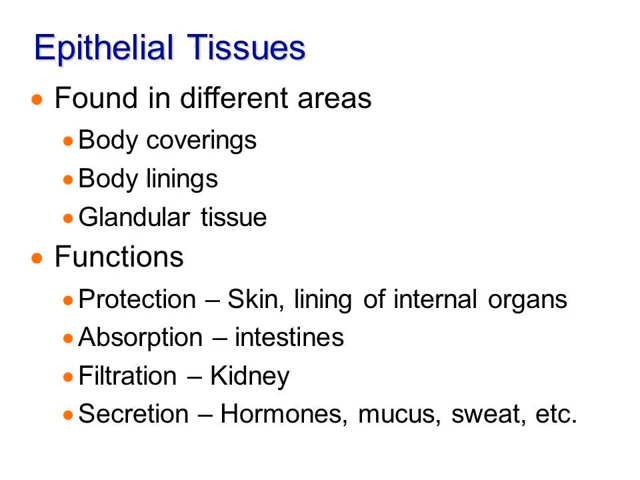 Epithelial Tissues
• Found in different areas
• Body coverings
• Body linings
• Glandular tissue
• Functions
• Protection – Skin, lining of internal organs
• Absorption – intestines
• Filtration – Kidney
• Secretion – Hormones, mucus, sweat, etc.